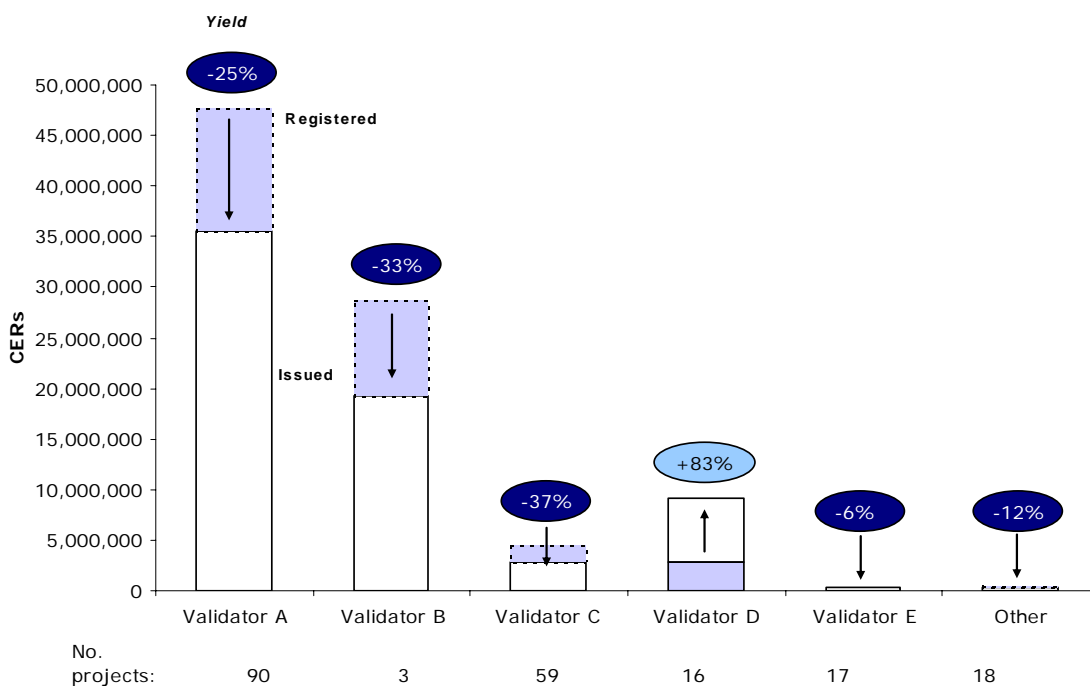 Yield
-25%
50,000,000
Registered
45,000,000
40,000,000
35,000,000
-33%
30,000,000
25,000,000
CERs
Issued
20,000,000
15,000,000
+83%
10,000,000
-37%
-6%
-12%
5,000,000
0
Validator A Validator B Validator C Validator D Validator E Other
No.
projects: 90 3 59 16 17 18